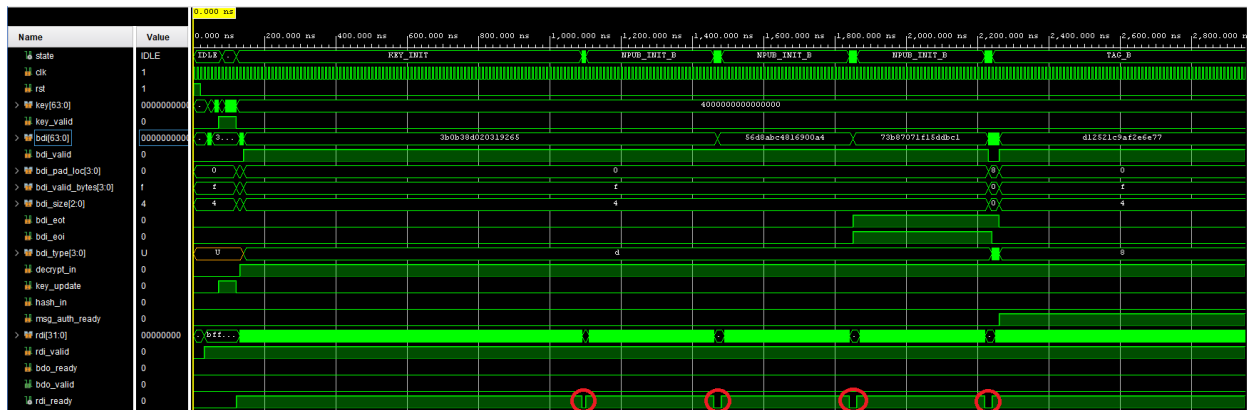 0.000 ns
Name Value
0.000 ns 200.000 ns 400.000 ns 600.000 ns 800.000 ns 1,000.000 ns 1,200.000 ns 1,400.000 ns 1,600.000 ns 1,800.000 ns 2,000.000 ns 2,200.000 ns 2,400.000 ns 2,600.000 ns 2,800.000 n
state IDLE IDLE . KEY_INIT NPUB_INIT_B NPUB_INIT_B NPUB_INIT_B TAG_B
clk 1
rst 1
key[63:0] 0000000000 . 4000000000000000
key_valid 0
bdi[63:0] 0000000000 . 3... 3b0b38d020319265 56d8abc4816900a4 73b87071f15ddbc1 d12521c9af2e6e77
bdi_valid 0
bdi_pad_loc[3:0] 0 0 0 8 0
bdi_valid_bytes[3:0] f f f 0 f
bdi_size[2:0] 4 4 4 0 4
bdi_eot 0
bdi_eoi 0
bdi_type[3:0] U U d 8
decrypt_in 0
key_update 0
hash_in 0
msg_auth_ready 0
rdi[31:0] 00000000 . bff... . . . .
rdi_valid 0
bdo_ready 0
bdo_valid 0
rdi_ready 0